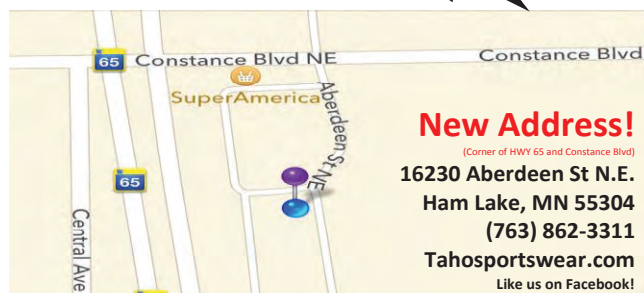 65
Constance Blvd NE
Constance Blvd
SuperAmerica
Aberdeen St NE
65
Central Ave
New Address!
(Corner of HWY 65 and Constance Blvd)
16230 Aberdeen St N.E.
Ham Lake, MN 55304
(763) 862-3311
Tahosportswear.com
Like us on Facebook!